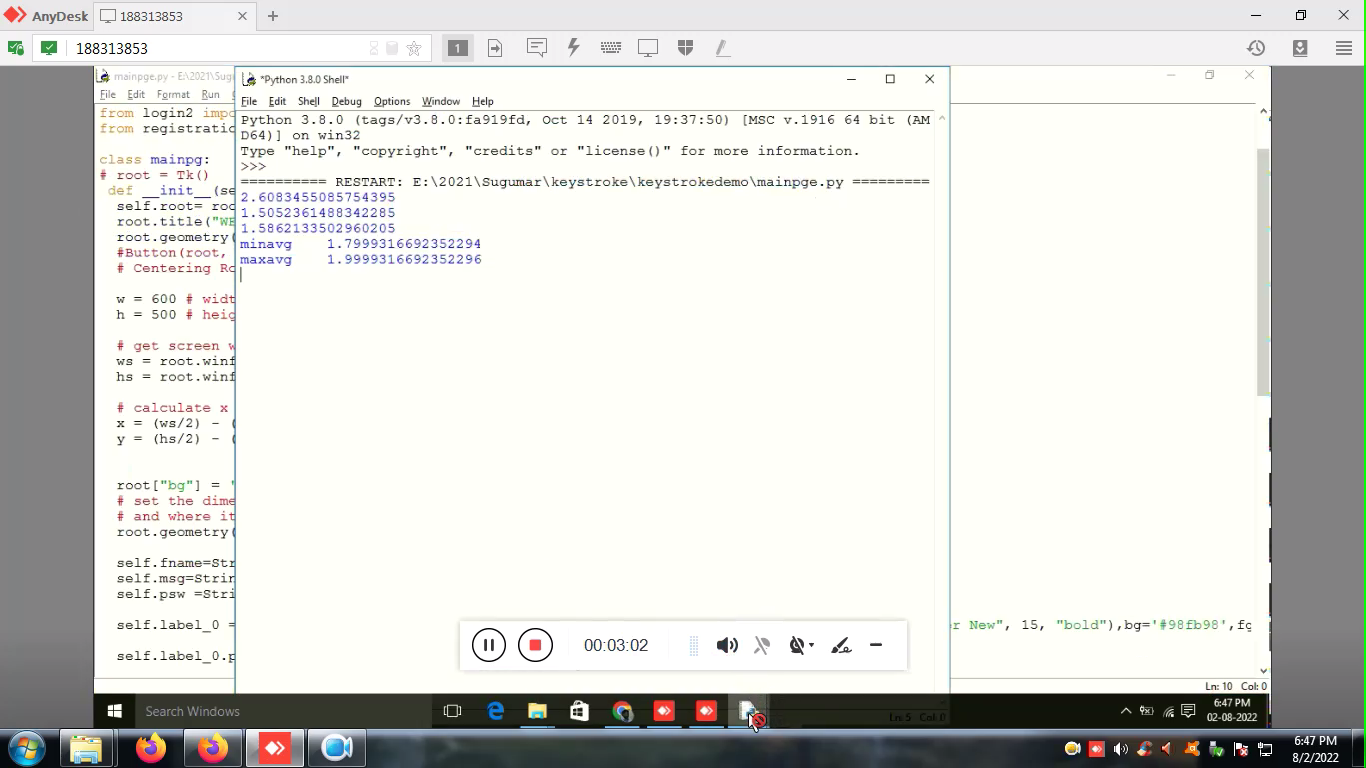 AnyDesk
188313853
188313853
1
mainpge.py - E:\2021\Sugu
File Edit Format Run
from login2 impo
from registratio
class mainpg:
# root = Tk()
def __init__(se
self.root= roo
root.title("WE
root.geometry(
#Button(root,
# Centering Ro
w = 600 # widt
h = 500 # heig
# get screen w
ws = root.winf
hs = root.winf
# calculate x
x = (ws/2) - (
y = (hs/2) - (
root["bg"] = '
# set the dime
# and where it
root.geometry(
self.fname=Str
self.msg=Strin
self.psw =Stri
self.label_0 =
self.label_0.p
*Python 3.8.0 Shell*
File Edit Shell Debug Options Window Help
Python 3.8.0 (tags/v3.8.0:fa919fd, Oct 14 2019, 19:37:50) [MSC v.1916 64 bit (AM
D64)] on win32
Type "help", "copyright", "credits" or "license()" for more information.
>>>
========== RESTART: E:\2021\Sugumar\keystroke\keystrokedemo\mainpge.py =========
2.6083455085754395
1.5052361488342285
1.5862133502960205
minavg 1.7999316692352294
maxavg 1.9999316692352296
r New", 15, "bold"),bg='#98fb98',fg
00:03:02
Ln: 10 Col: 0
Search Windows
Ln: 5 Col: 0
6:47 PM
02-08-2022
6:47 PM
8/2/2022